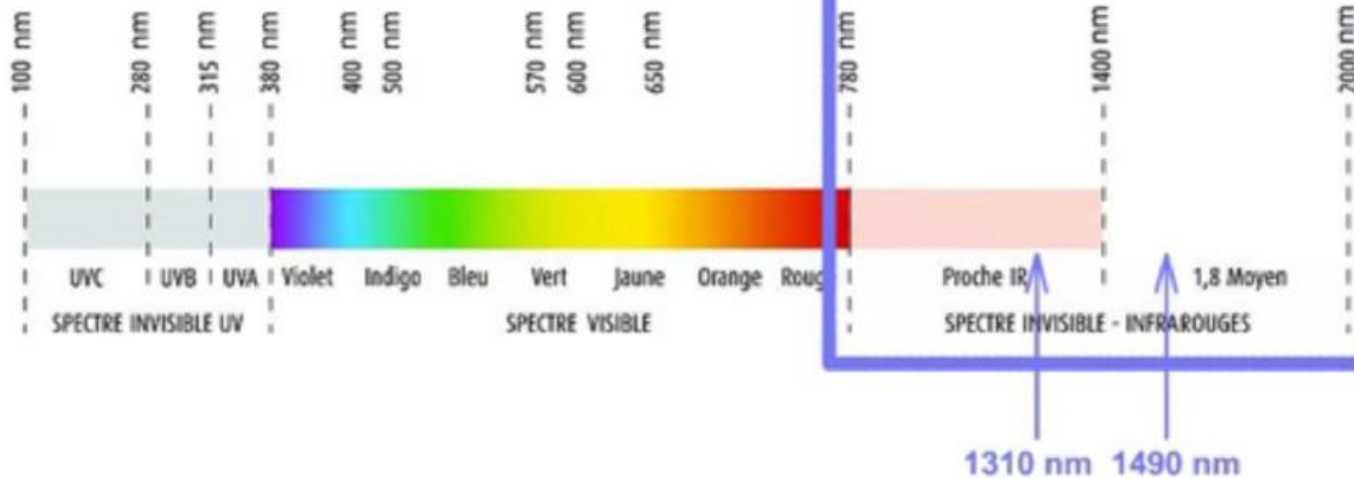 100 nm 280 nm 315 nm 380 nm 400 nm 500 nm 570 nm 600 nm 650 nm 780 nm 1400 nm 2000 nm
UVC UVB UVA Violet Indigo Bleu Vert Jaune Orange Roug Proche IR 1,8 Moyen
SPECTRE INVISIBLE UV SPECTRE VISIBLE SPECTRE INVISIBLE - INFRAROUGES
1310 nm 1490 nm